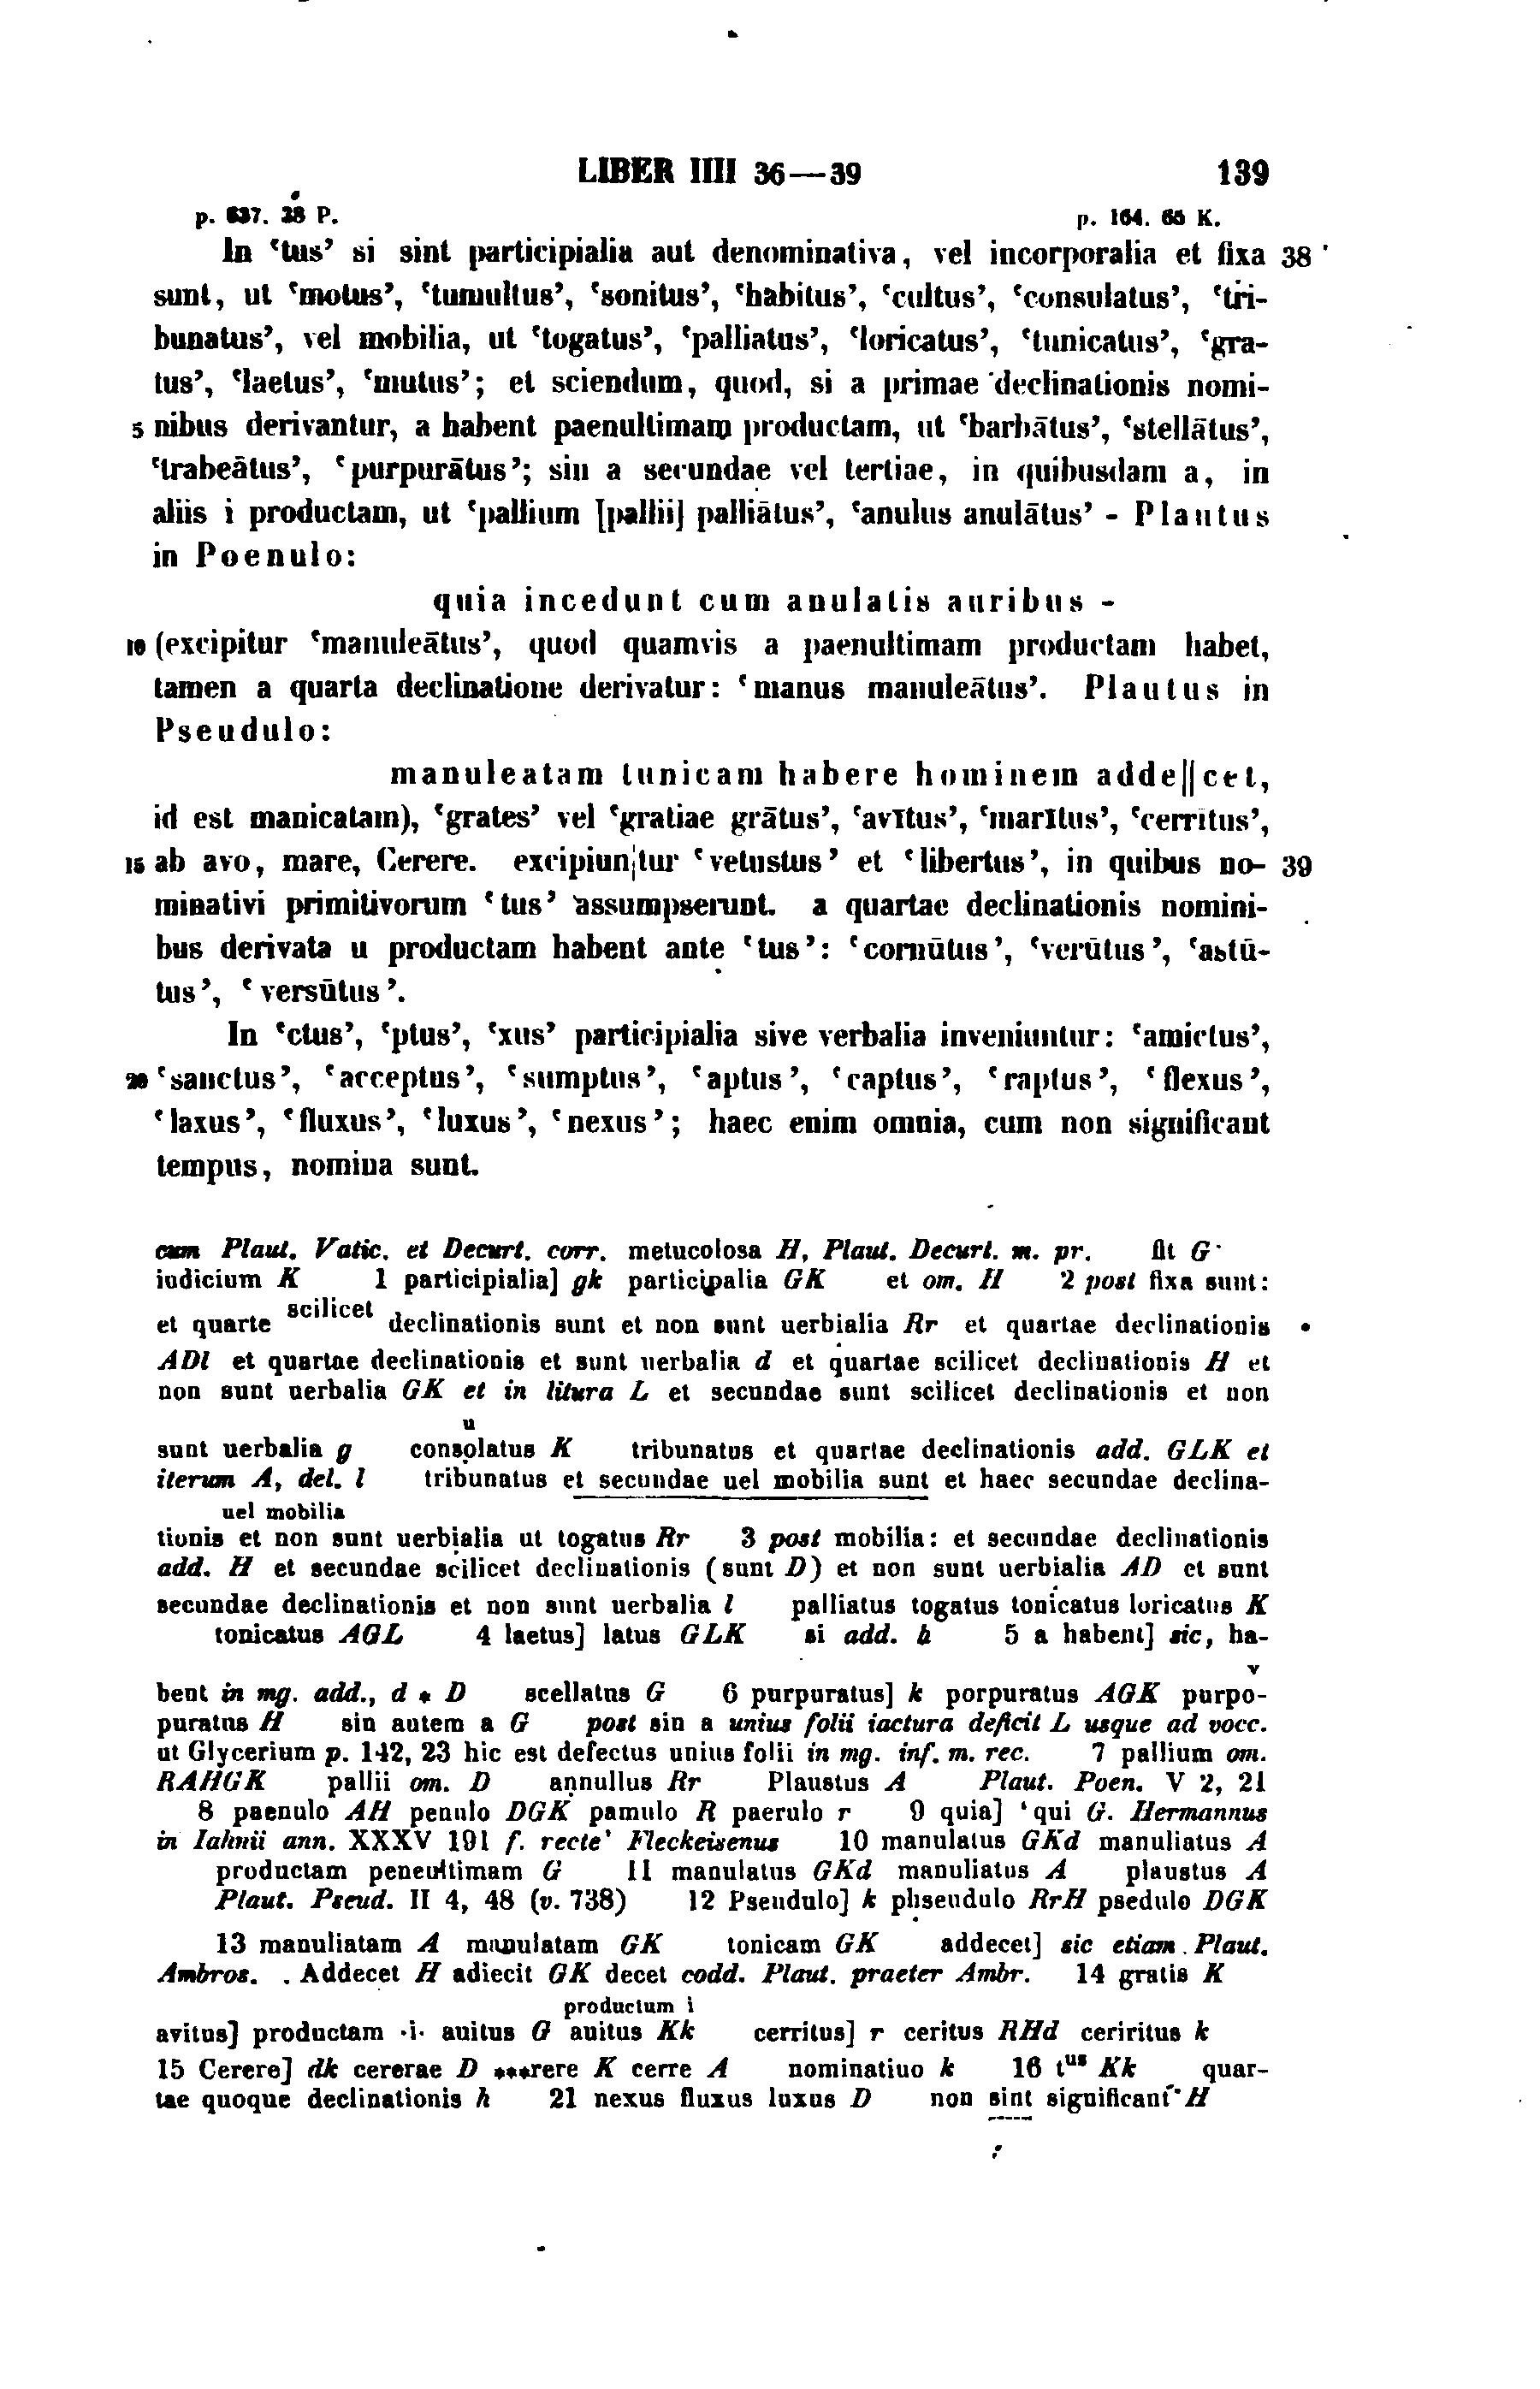 LIBER IIII 36—39 139
p. 637. 38 P. p. 164. 65 K.
In ‘tus’ si sint participialia aut denominativa, vel incorporalia et fixa 38
sunt, ut ‘motus’, ‘tumultus’, ‘sonitus’, ‘habitus’, ‘cultus’, ‘consulatus’, ‘tri-
bunatus’, vel mobilia, ut ‘togatus’, ‘palliatus’, ‘loricatus’, ‘tunicatus’, ‘gra-
tus’, ‘laetus’, ‘mutus’; et sciendum, quod, si a primae declinationis nomi-
5 nibus derivantur, a habent paenultimam productam, ut ‘barbātus’, ‘stellātus’,
‘trabeātus’, ‘purpurātus’; sin a secundae vel tertiae, in quibusdam a, in
aliis i productam, ut ‘pallium [pallii] palliātus’, ‘anulus anulātus’ - Plautus
in Poenulo:
quia incedunt cum anulatis auribus -
10 (excipitur ‘manuleātus’, quod quamvis a paenultimam productam habet,
tamen a quarta declinatione derivatur: ‘manus manuleātus’. Plautus in
Pseudulo:
manuleatam tunicam habere hominem adde||cet,
id est manicatam), ‘grates’ vel ‘gratiae grātus’, ‘avītus’, ‘marītus’, ‘cerrītus’,
15 ab avo, mare, Cerere. excipiun|tur ‘vetustus’ et ‘libertus’, in quibus no- 39
minativi primitivorum ‘tus’ assumpserunt. a quartae declinationis nomini-
bus derivata u productam habent ante ‘tus’: ‘cornūtus’, ‘verūtus’, ‘astū-
tus’, ‘versūtus’.
In ‘ctus’, ‘ptus’, ‘xus’ participialia sive verbalia inveniuntur: ‘amictus’,
20 ‘sanctus’, ‘acceptus’, ‘sumptus’, ‘aptus’, ‘captus’, ‘raptus’, ‘flexus’,
‘laxus’, ‘fluxus’, ‘luxus’, ‘nexus’; haec enim omnia, cum non significant
tempus, nomina sunt.
cum Plaut. Vatic. et Decurt. corr. metucolosa H, Plaut. Decurt. m. pr. fit G
iudicium K 1 participialia] gk participalia GK et om. H 2 post fixa sunt:
et quarte scilicet declinationis sunt et non sunt uerbialia Rr et quartae declinationis
ADl et quartae declinationis et sunt uerbalia d et quartae scilicet declinationis H et
non sunt uerbalia GK et in litura L et secundae sunt scilicet declinationis et non
u
sunt uerbalia g consolatus K tribunatus et quartae declinationis add. GLK et
iterum A, del. l tribunatus et secundae uel mobilia sunt et haec secundae declina-
uel mobilia
tionis et non sunt uerbialia ut togatus Rr 3 post mobilia: et secundae declinationis
add. H et secundae scilicet declinationis (sunt D) et non sunt uerbialia AD et sunt
secundae declinationis et non sunt uerbalia l palliatus togatus tonicatus loricatus K
tonicatus AGL 4 laetus] latus GLK si add. h 5 a habent] sic, ha-
v
bent in mg. add., d * D scellatns G 6 purpuratus] k porpuratus AGK purpo-
puratns H sin autem a G post sin a unius folii iactura deficit L usque ad vocc.
ut Glycerium p. 142, 23 hic est defectus unius folii in mg. inf. m. rec. 7 pallium om.
RAHGK pallii om. D annullus Rr Plaustus A Plaut. Poen. V 2, 21
8 paenulo AH penulo DGK pamulo R paerulo r 9 quia] ‘qui G. Hermannus
in Iahnii ann. XXXV 191 f. recte’ Fleckeisenus 10 manulatus GKd manuliatus A
productam peneultimam G 11 manulatus GKd manuliatus A plaustus A
Plaut. Pseud. II 4, 48 (v. 738) 12 Pseudulo] k phseudulo RrH psedulo DGK
13 manuliatam A manulatam GK tonicam GK addecet] sic etiam Plaut.
Ambros. Addecet H adiecit GK decet codd. Plaut. praeter Ambr. 14 gratis K
productum i
avitus] productam ·i· auitus G auitus Kk cerritus] r ceritus RHd ceriritus k
15 Cerere] dk cererae D ***rere K cerre A nominatiuo k 16 tus Kk quar-
tae quoque declinationis h 21 nexus fluxus luxus D non sint significant H